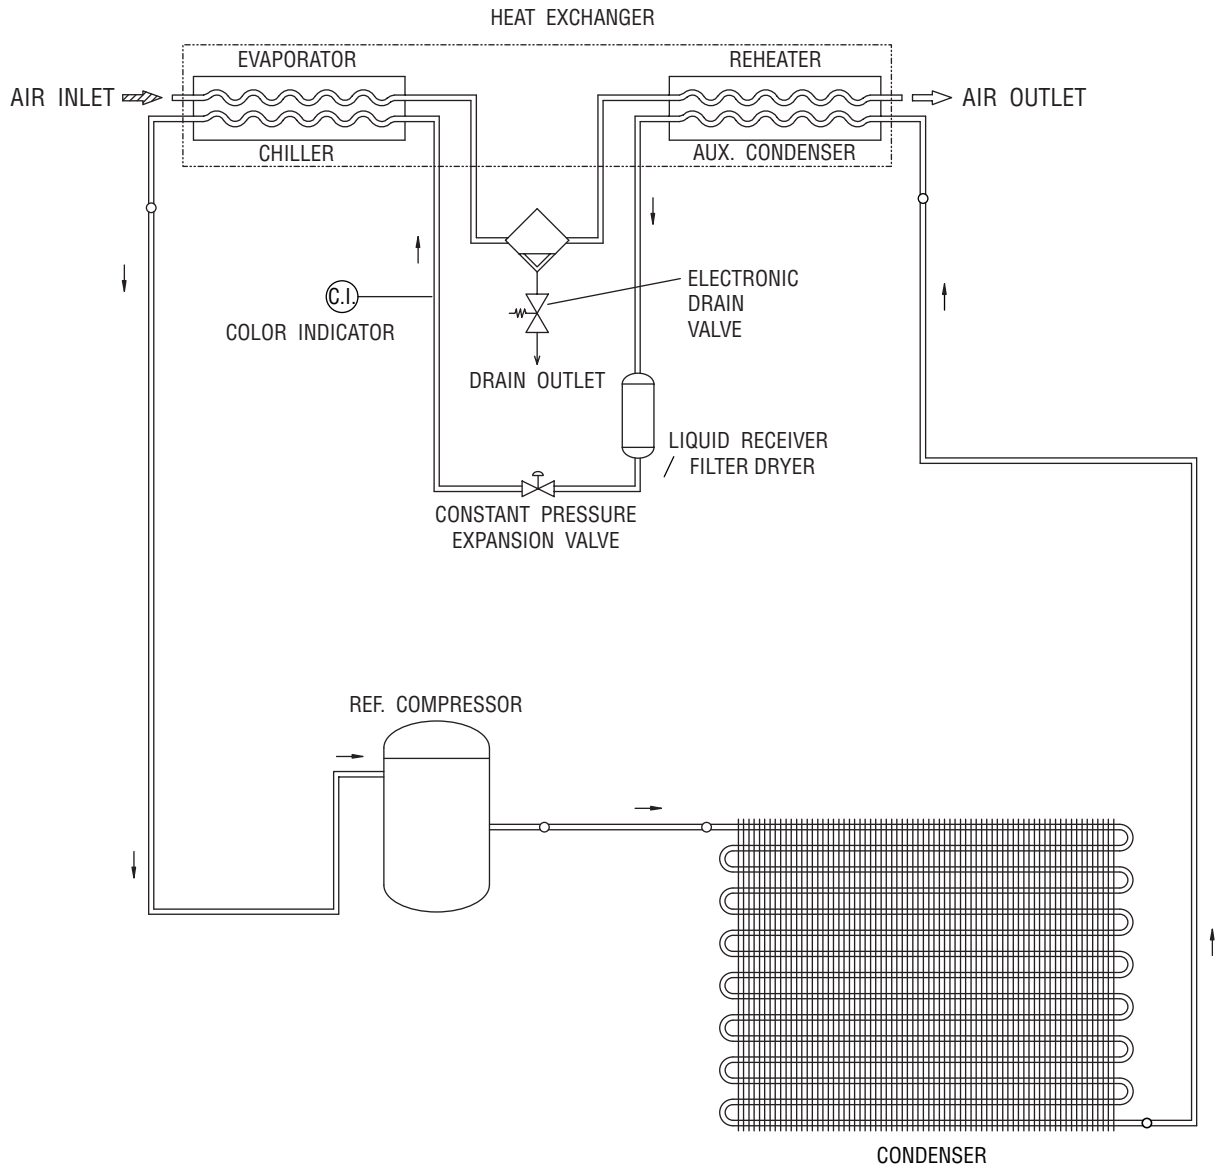 HEAT EXCHANGER
EVAPORATOR
REHEATER
AIR INLET
AIR OUTLET
CHILLER
AUX. CONDENSER
C.I.
COLOR INDICATOR
ELECTRONIC
DRAIN
VALVE
DRAIN OUTLET
LIQUID RECEIVER
FILTER DRYER
CONSTANT PRESSURE
EXPANSION VALVE
REF. COMPRESSOR
CONDENSER